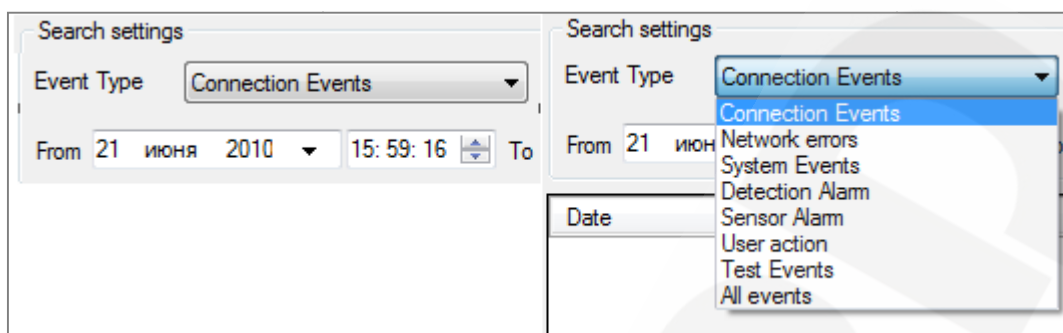 Search settings
Event Type Connection Events
From 21 июня 2010 15: 59: 16 To
Search settings
Event Type Connection Events
Connection Events
Network errors
System Events
Detection Alarm
Sensor Alarm
User action
Test Events
All events
From 21
Date